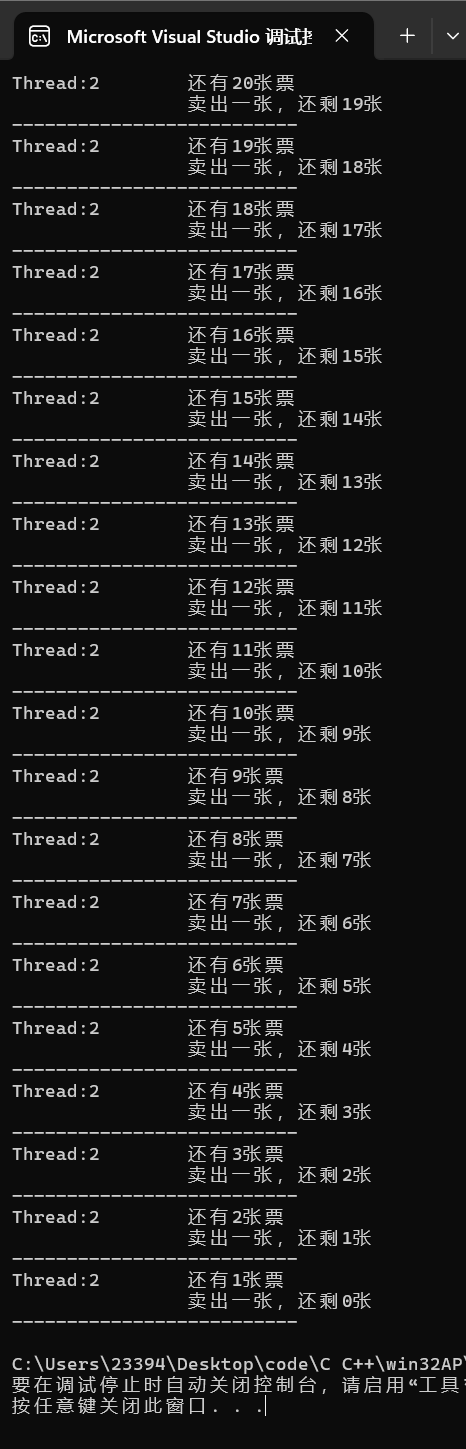 Microsoft Visual Studio 调试
Thread:2 还有20张票
卖出一张，还剩19张
--------------------------
Thread:2 还有19张票
卖出一张，还剩18张
--------------------------
Thread:2 还有18张票
卖出一张，还剩17张
--------------------------
Thread:2 还有17张票
卖出一张，还剩16张
--------------------------
Thread:2 还有16张票
卖出一张，还剩15张
--------------------------
Thread:2 还有15张票
卖出一张，还剩14张
--------------------------
Thread:2 还有14张票
卖出一张，还剩13张
--------------------------
Thread:2 还有13张票
卖出一张，还剩12张
--------------------------
Thread:2 还有12张票
卖出一张，还剩11张
--------------------------
Thread:2 还有11张票
卖出一张，还剩10张
--------------------------
Thread:2 还有10张票
卖出一张，还剩9张
--------------------------
Thread:2 还有9张票
卖出一张，还剩8张
--------------------------
Thread:2 还有8张票
卖出一张，还剩7张
--------------------------
Thread:2 还有7张票
卖出一张，还剩6张
--------------------------
Thread:2 还有6张票
卖出一张，还剩5张
--------------------------
Thread:2 还有5张票
卖出一张，还剩4张
--------------------------
Thread:2 还有4张票
卖出一张，还剩3张
--------------------------
Thread:2 还有3张票
卖出一张，还剩2张
--------------------------
Thread:2 还有2张票
卖出一张，还剩1张
--------------------------
Thread:2 还有1张票
卖出一张，还剩0张
--------------------------
C:\Users\23394\Desktop\code\C C++\win32AP\
要在调试停止时自动关闭控制台，请启用“工具”
按任意键关闭此窗口. . .